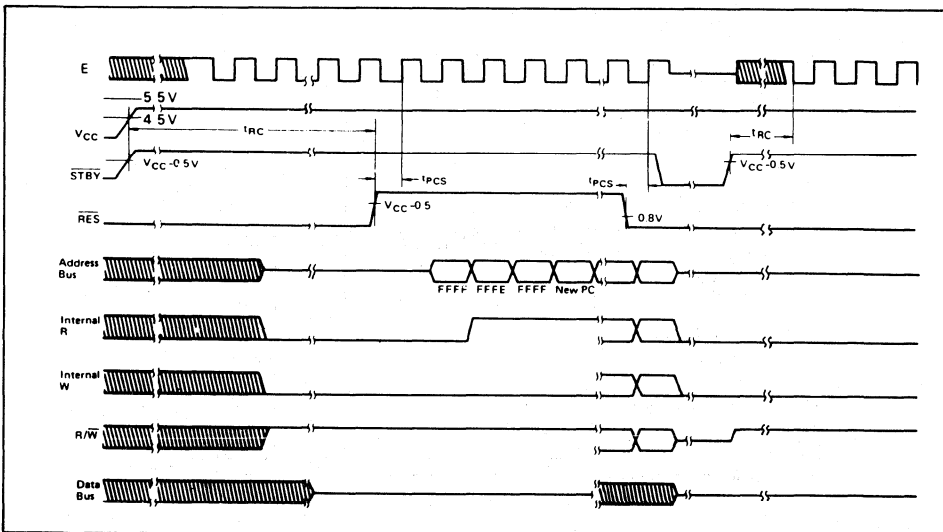 E
5 5 V
4 5 V
VCC
tRC
tRC
VCC -0 5 V
VCC -0 5 V
STBY
tPCS
tPCS
VCC -0 5
0.8V
RES
Address
Bus
FFFF FFFE FFFF New PC
Internal
R
Internal
W
R/W
Data
Bus